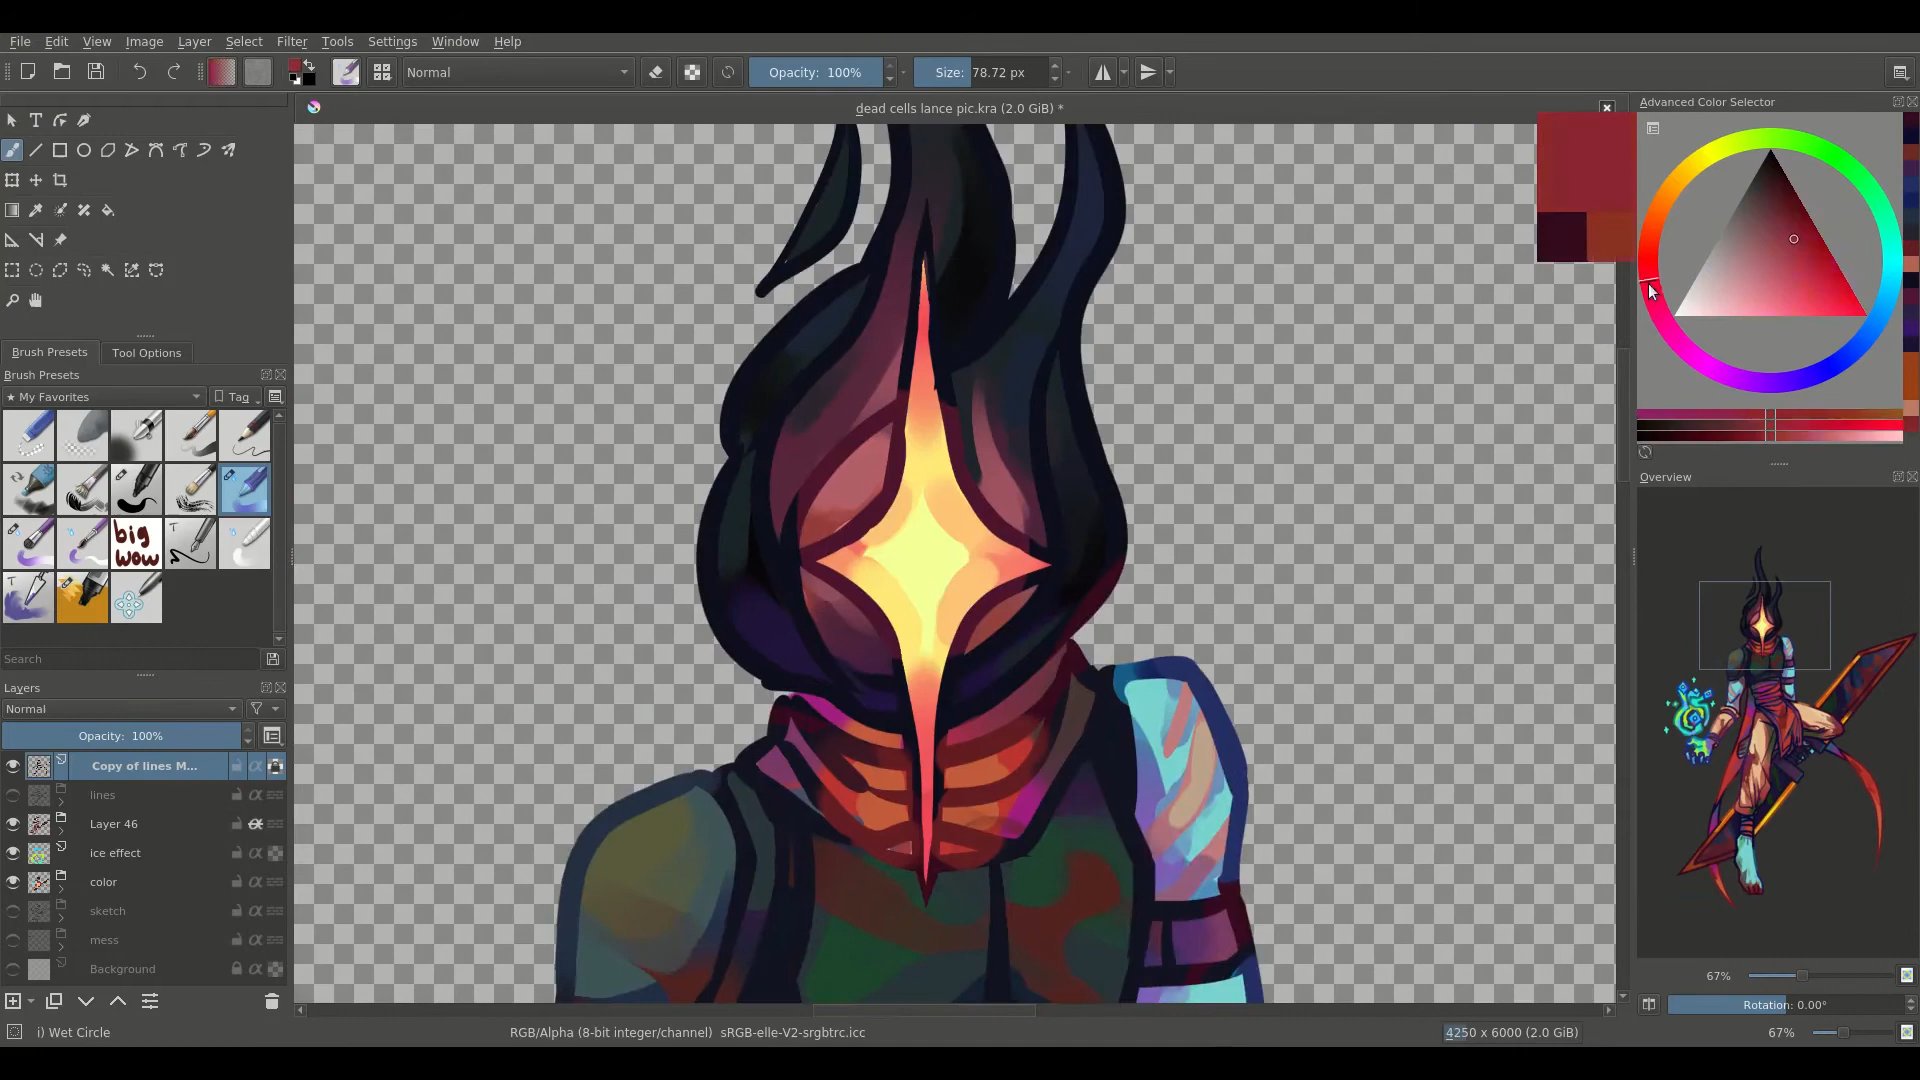 File Edit View Image Layer Select Filter Tools Settings Window Help
Normal
Opacity: 100%
Size: 78.72 px
dead cells lance pic.kra (2.0 GiB) *
Advanced Color Selector
Brush Presets
Tool Options
Brush Presets
★ My Favorites
Tag
big
wow
T
T
Search
Layers
Normal
Opacity: 100%
Copy of lines M...
lines
Layer 46
ice effect
color
sketch
mess
Background
Overview
67%
Rotation: 0.00°
i) Wet Circle
RGB/Alpha (8-bit integer/channel) sRGB-elle-V2-srgbtrc.icc
4250 x 6000 (2.0 GiB)
67%